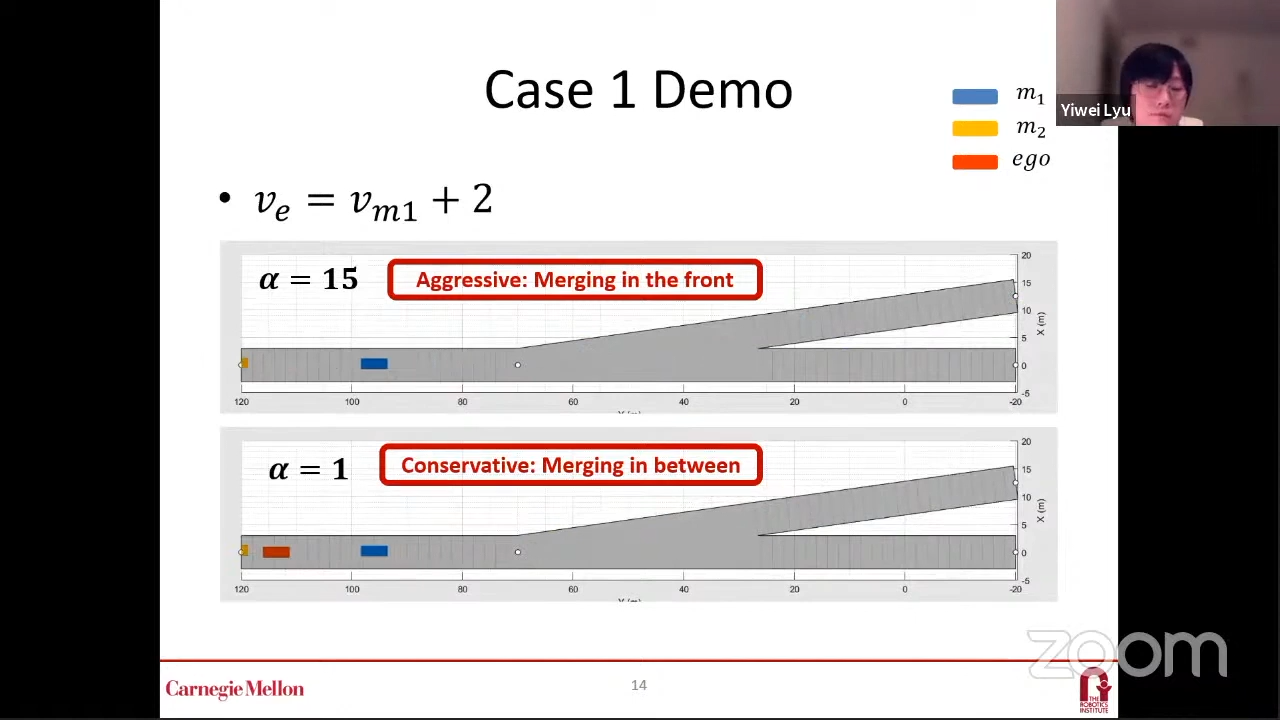 Case 1 Demo
m1
m2
ego
Yiwei Lyu
• ve = vm1 + 2
α = 15
Aggressive: Merging in the front
20
15
10
5
0
-5
X (m)
120
100
80
60
40
20
0
-20
α = 1
Conservative: Merging in between
20
15
10
5
0
-5
X (m)
120
100
80
60
40
20
0
-20
zoom
Carnegie Mellon
14
THE
ROBOTICS
INSTITUTE